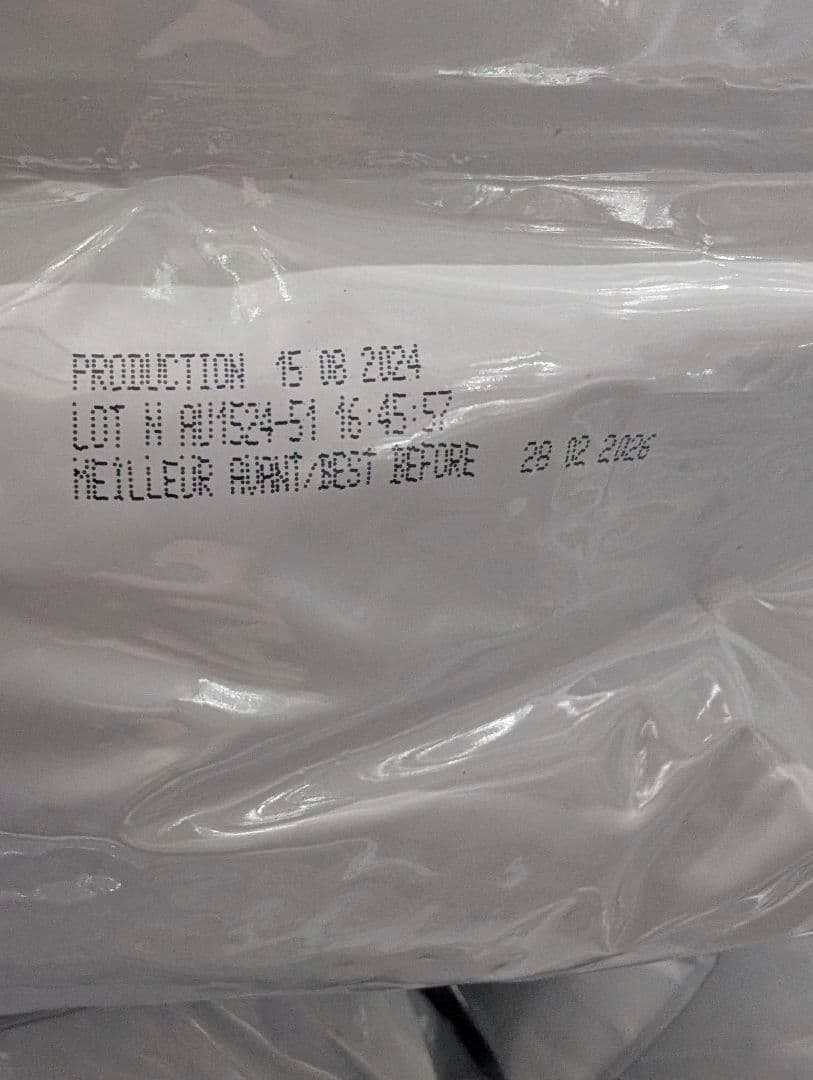 PRODUCTION 15 08 2024
LOT N AU1524-51 16:45:57
MEILLEUR AVANT/BEST BEFORE 28 02 2026